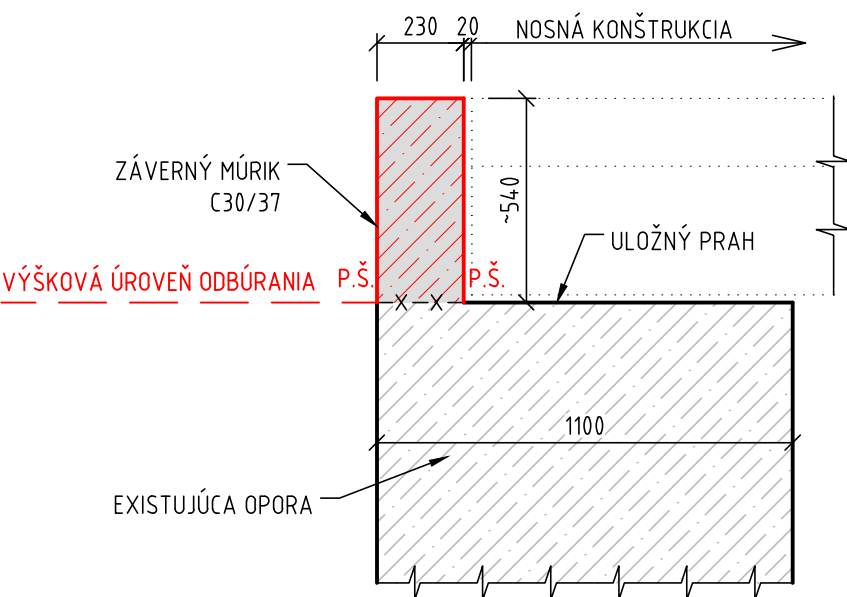 230 20 NOSNÁ KONŠTRUKCIA
ZÁVERNÝ MÚRIK
C30/37
~540
ULOŽNÝ PRAH
VÝŠKOVÁ ÚROVEŇ ODBÚRANIA P.Š. P.Š.
1100
EXISTUJÚCA OPORA